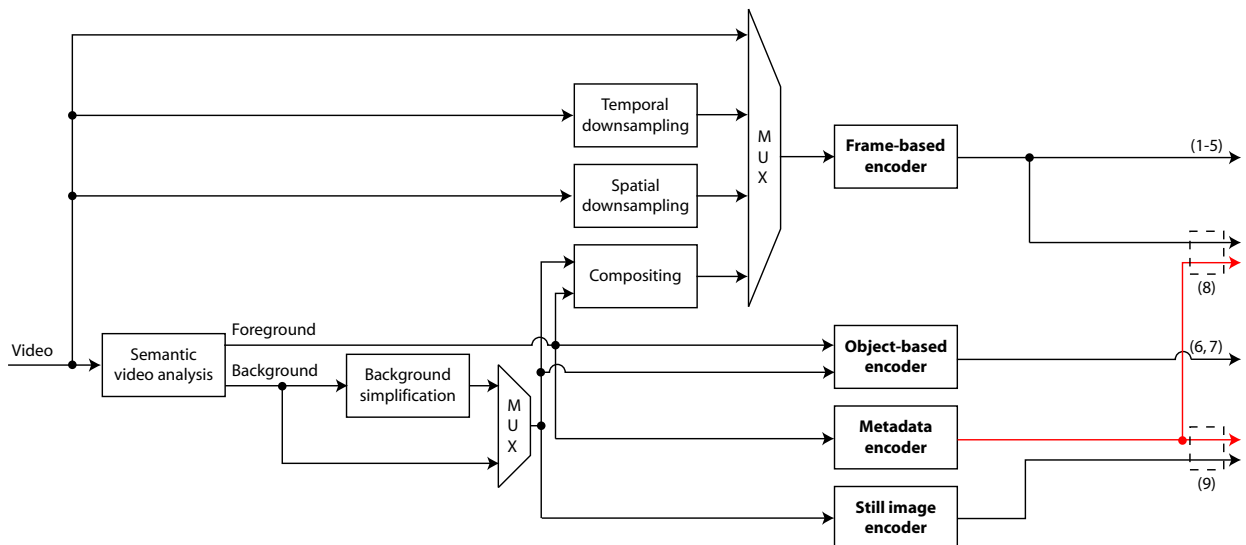 Temporal
downsampling
Spatial
downsampling
Compositing
M
U
X
Frame-based
encoder
(1-5)
(8)
Video
Semantic
video analysis
Foreground
Background
Background
simplification
M
U
X
Object-based
encoder
(6, 7)
Metadata
encoder
(9)
Still image
encoder